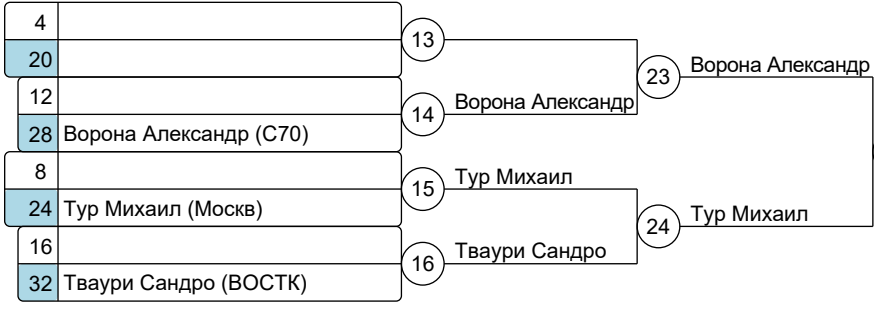 4
13
20
23 Ворона Александр
12
14 Ворона Александр
28 Ворона Александр (С70)
8
15 Тур Михаил
24 Тур Михаил (Москв)
24 Тур Михаил
16
16 Тваури Сандро
32 Тваури Сандро (ВОСТК)